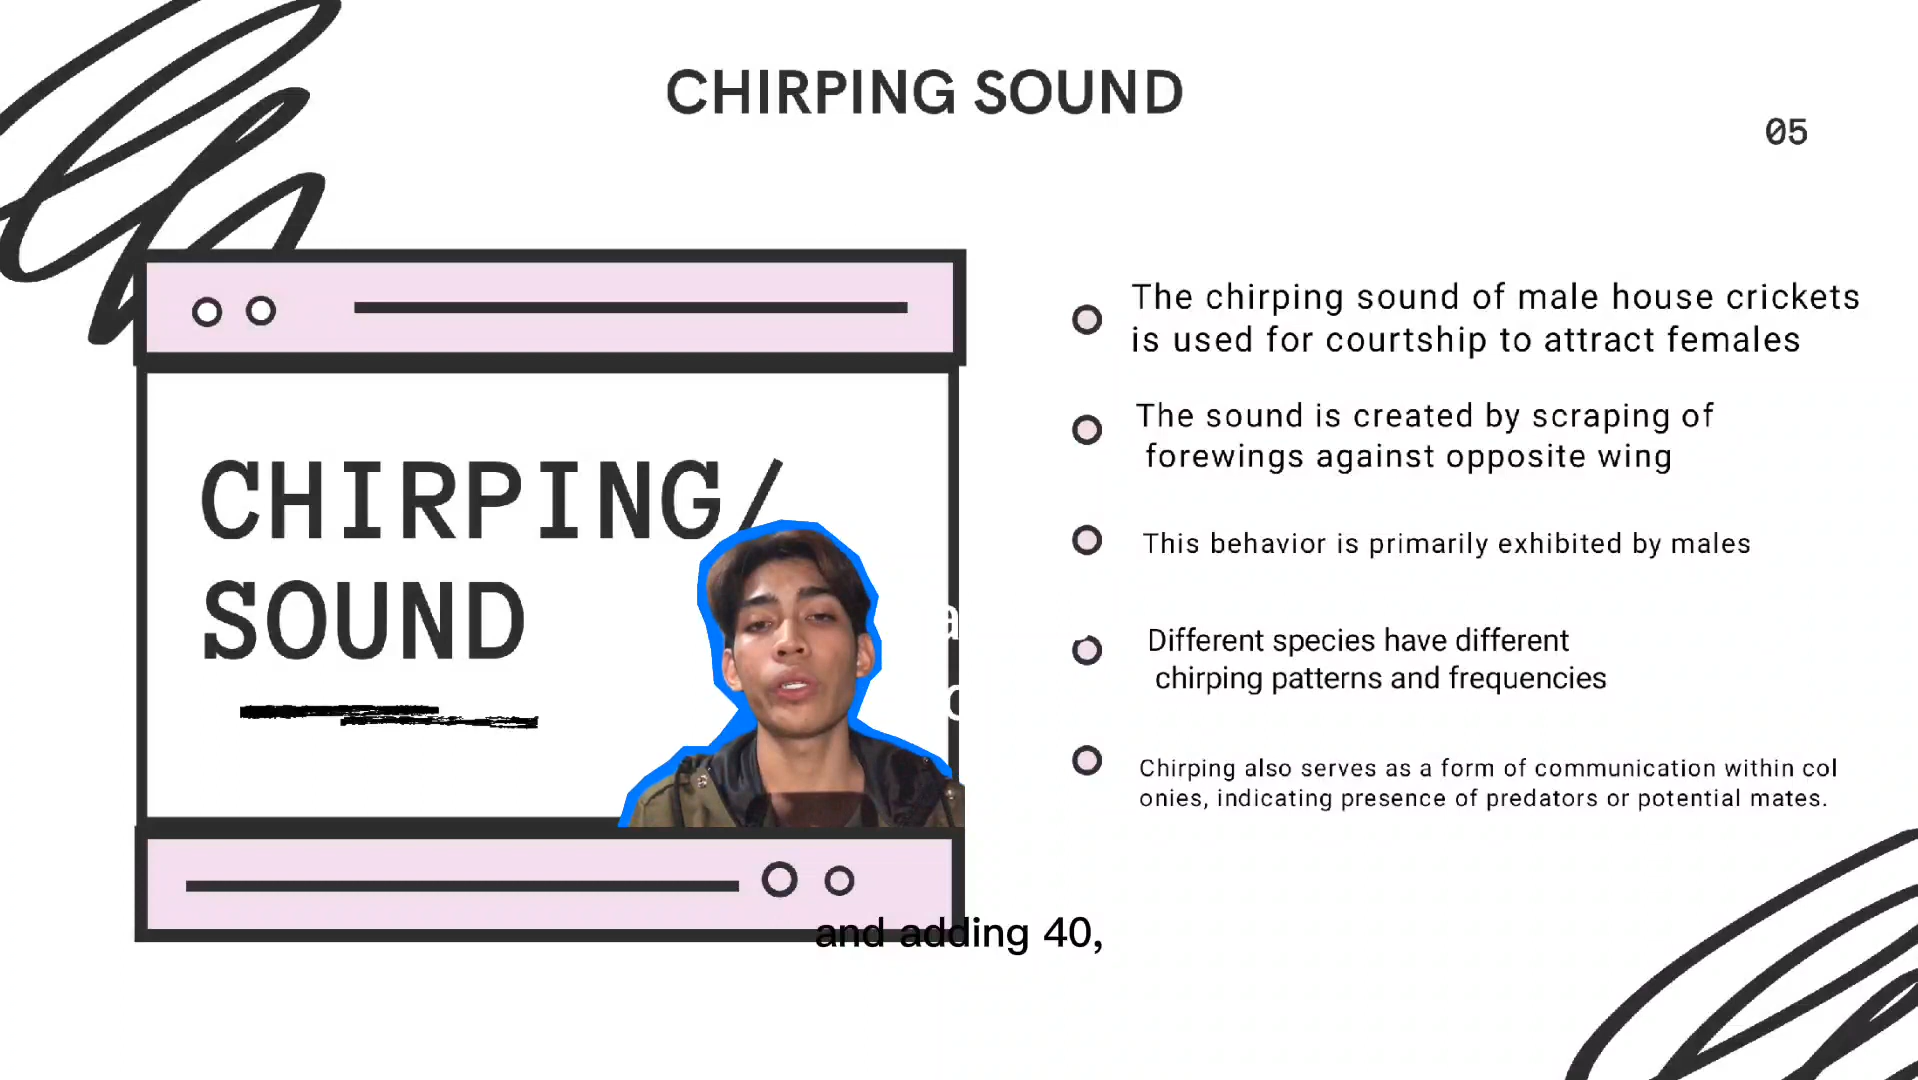 CHIRPING SOUND
05
CHIRPING/
SOUND
The chirping sound of male house crickets
is used for courtship to attract females
The sound is created by scraping of
forewings against opposite wing
This behavior is primarily exhibited by males
Different species have different
chirping patterns and frequencies
Chirping also serves as a form of communication within col
onies, indicating presence of predators or potential mates.
and adding 40,